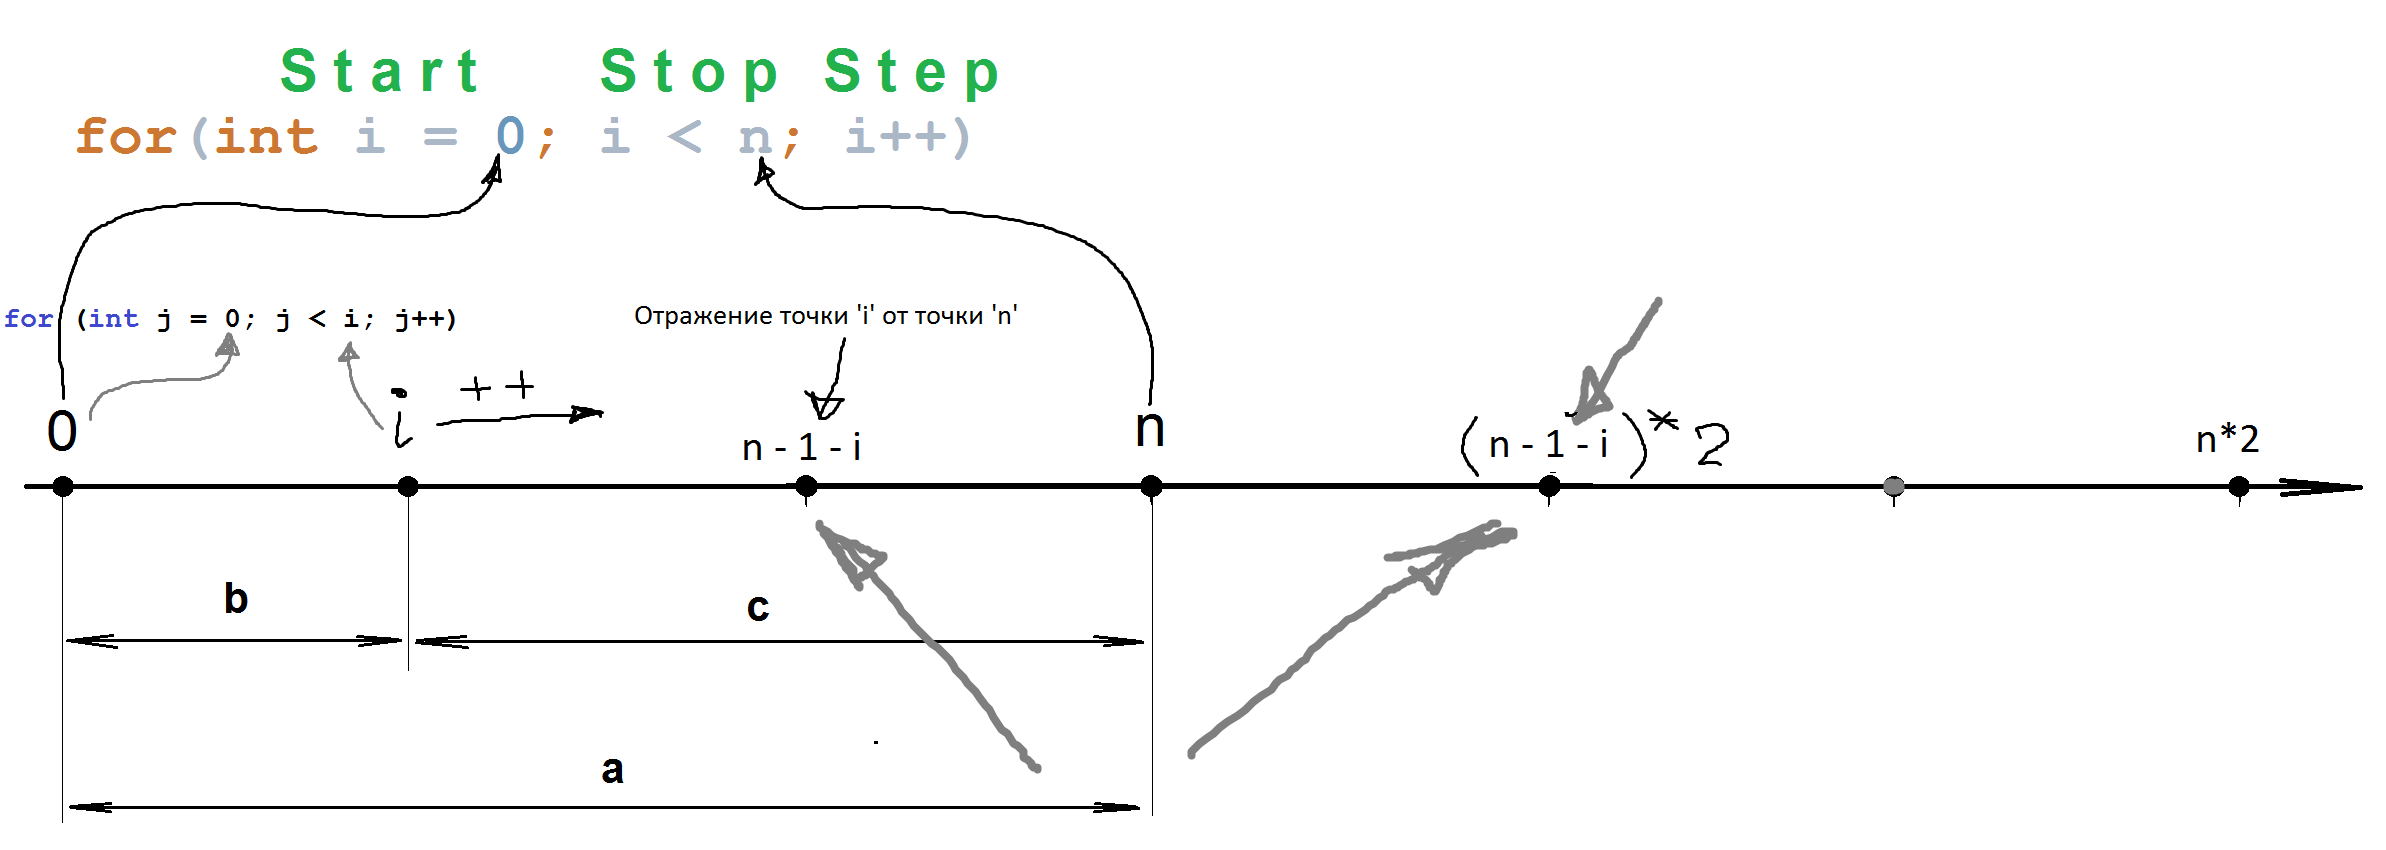 Start Stop Step
for(int i = 0; i < n; i++)
for (int j = 0; j < i; j++)
Отражение точки 'i' от точки 'n'
0
i ++
n - 1 - i
n
(n - 1 - i)*2
n*2
b
c
a